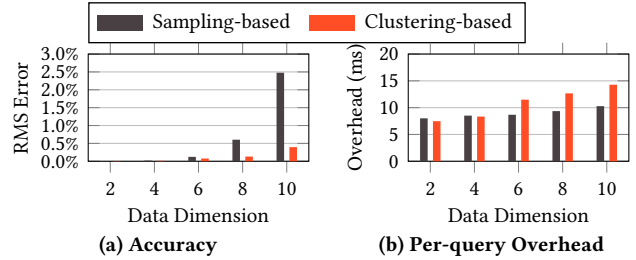 Sampling-based Clustering-based
RMS Error
3.0%
2.5%
2.0%
1.5%
1.0%
0.5%
0.0%
2 4 6 8 10
Data Dimension
(a) Accuracy
Overhead (ms)
20
15
10
5
0
2 4 6 8 10
Data Dimension
(b) Per-query Overhead